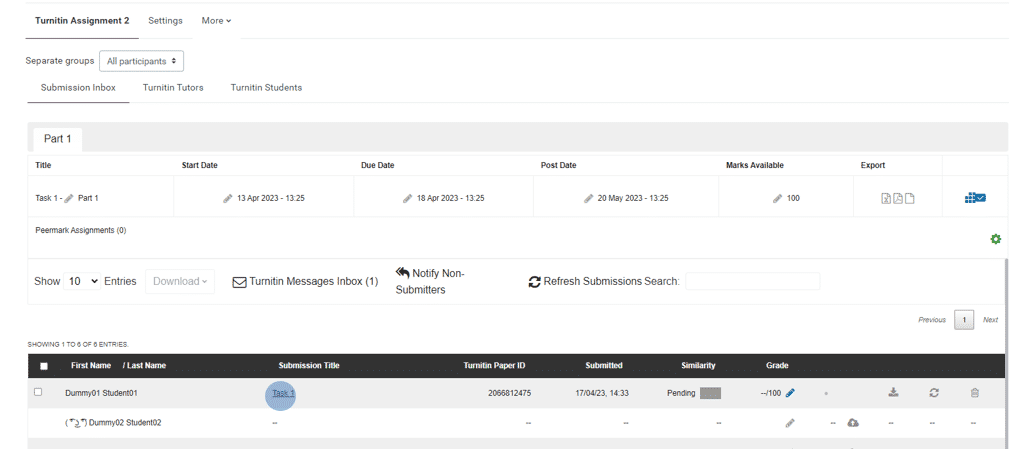 Turnitin Assignment 2 Settings More
Separate groups All participants
Submission Inbox Turnitin Tutors Turnitin Students
Part 1
Title Start Date Due Date Post Date Marks Available Export
Task 1 - Part 1 13 Apr 2023 - 13:25 18 Apr 2023 - 13:25 20 May 2023 - 13:25 100
Peermark Assignments (0)
Show 10 Entries Download Turnitin Messages Inbox (1) Notify Non-
Submitters Refresh Submissions Search:
Previous 1 Next
SHOWING 1 TO 6 OF 6 ENTRIES.
First Name / Last Name Submission Title Turnitin Paper ID Submitted Similarity Grade
Dummy01 Student01 Task 1 2066812475 17/04/23, 14:33 Pending --/100
( ͡° ͜ʖ ͡°) Dummy02 Student02 -- -- -- -- -- -- -- --